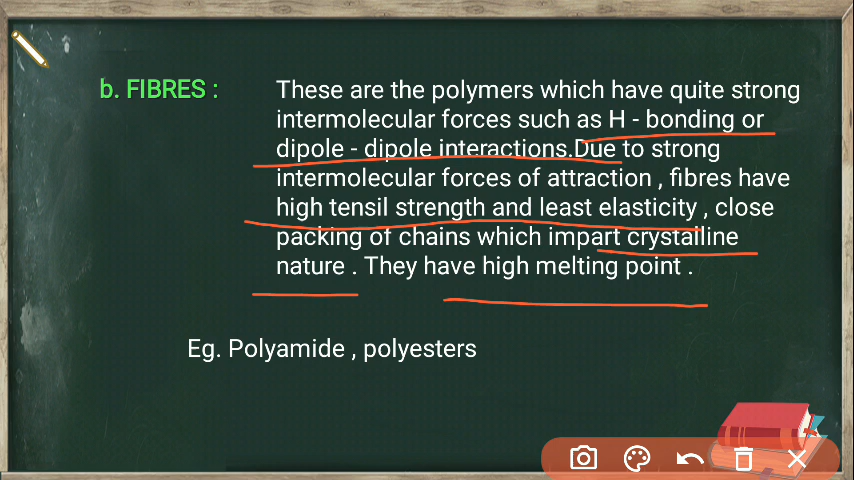 b. FIBRES : These are the polymers which have quite strong
intermolecular forces such as H - bonding or
dipole - dipole interactions.Due to strong
intermolecular forces of attraction , fibres have
high tensil strength and least elasticity , close
packing of chains which impart crystalline
nature . They have high melting point .
Eg. Polyamide , polyesters